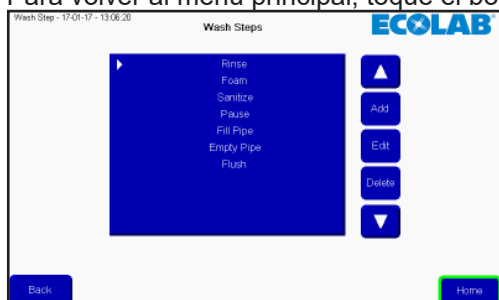 Para volver al menú principal, toque el bo
Wash Step - 17-01-17 - 13:06:20
Wash Steps
ECOLAB
Rinse
Foam
Sanitize
Pause
Fill Pipe
Empty Pipe
Flush
Add
Edit
Delete
Back
Home